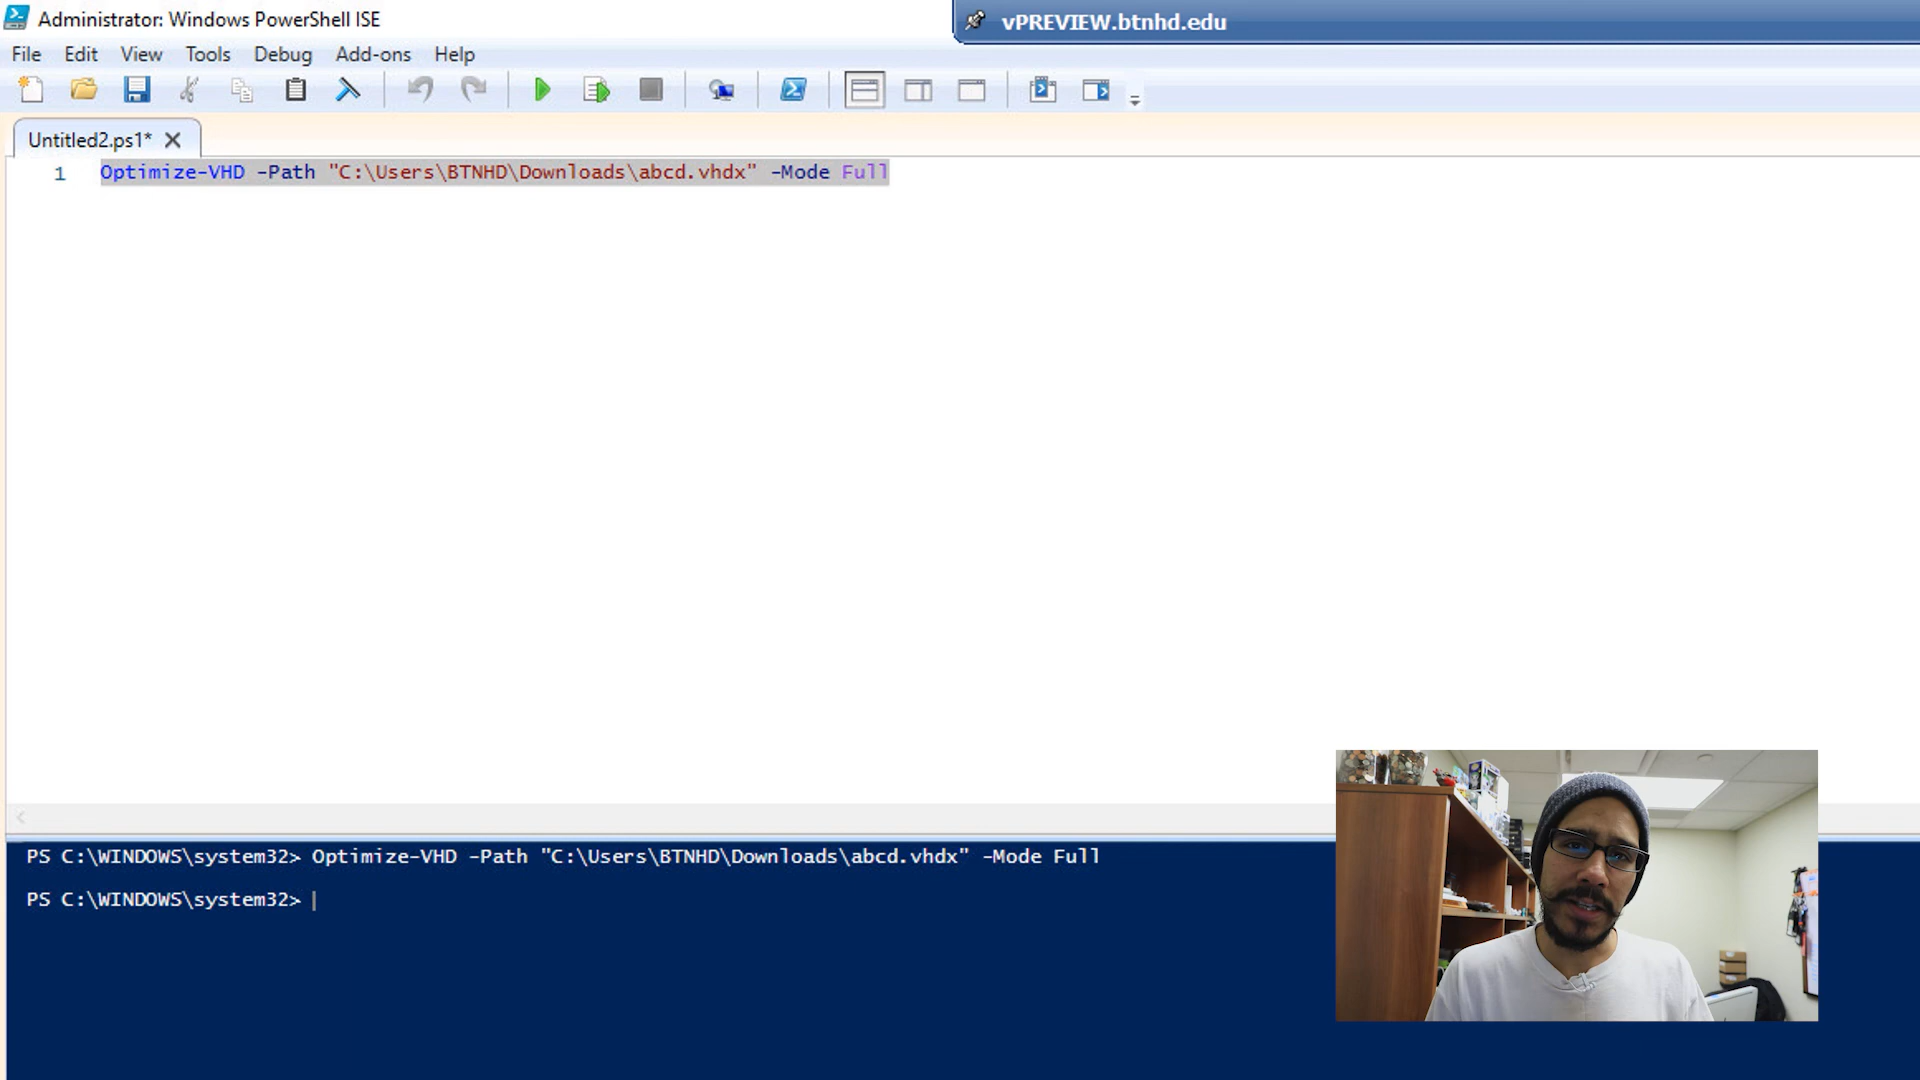 Administrator: Windows PowerShell ISE
vPREVIEW.btnhd.edu
File Edit View Tools Debug Add-ons Help
Untitled2.ps1* X
1 Optimize-VHD -Path "C:\Users\BTNHD\Downloads\abcd.vhdx" -Mode Full
PS C:\WINDOWS\system32> Optimize-VHD -Path "C:\Users\BTNHD\Downloads\abcd.vhdx" -Mode Full
PS C:\WINDOWS\system32>